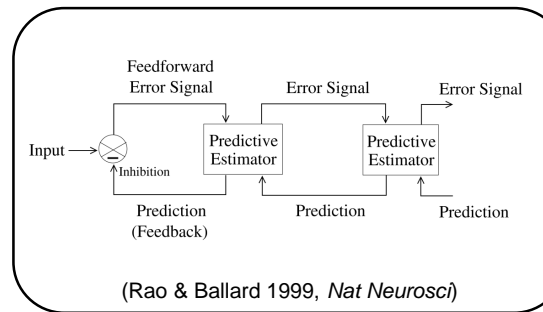 Feedforward
Error Signal
Error Signal
Error Signal
Input
Inhibition
Predictive
Estimator
Predictive
Estimator
Prediction
(Feedback)
Prediction
Prediction
(Rao & Ballard 1999, Nat Neurosci)